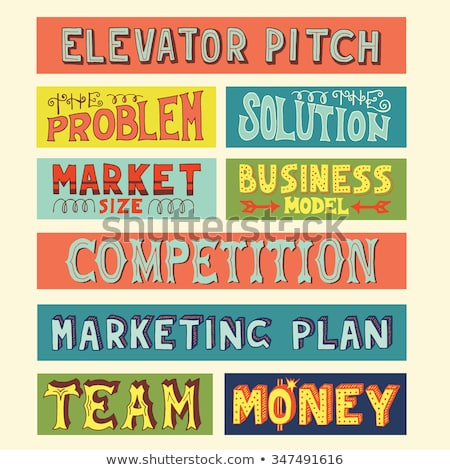 ELEVATOR PITCH
THE PROBLEM
THE SOLUTION
MARKET
SIZE
BUSINESS
MODEL
COMPETITION
MARKETING PLAN
TEAM
MONEY
shutterstock
www.shutterstock.com · 347491616